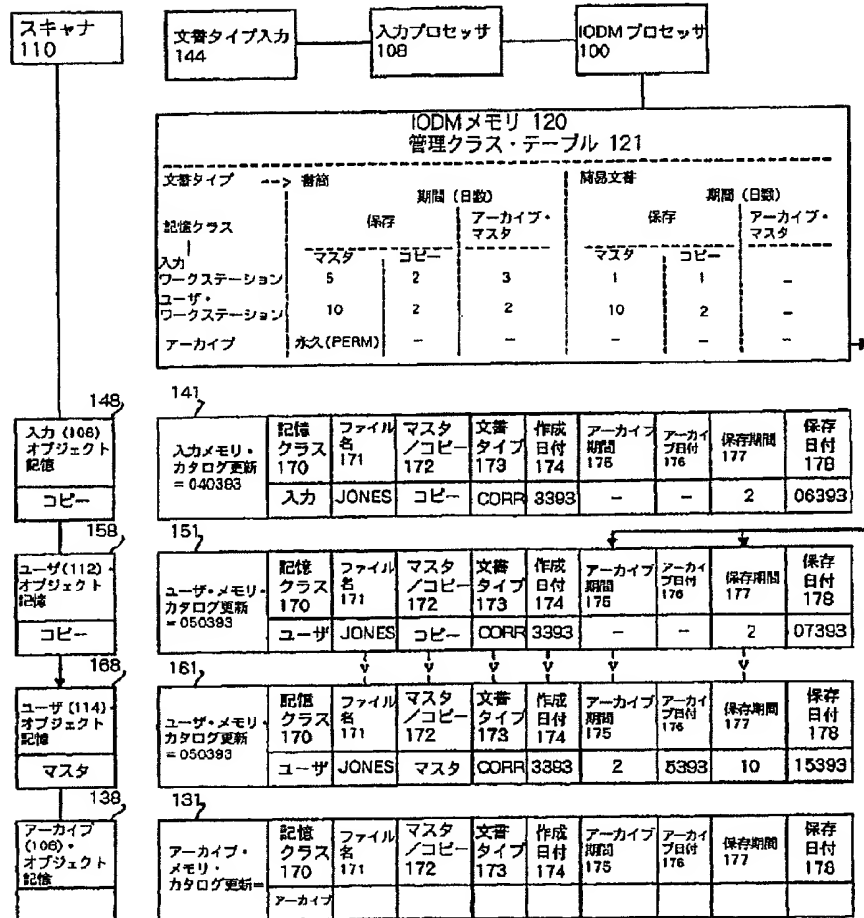 スキャナ
110
文書タイプ入力
144
入力プロセッサ
108
IODM プロセッサ
100
IODMメモリ 120
管理クラス・テーブル 121
文書タイプ --> 書簡
簡易文書
期間 (日数)
期間 (日数)
記憶クラス
保存
アーカイブ・
マスタ
保存
アーカイブ・
マスタ
マスタ コピー
マスタ コピー
入力
ワークステーション 5 2 3 1 1 -
ユーザ・
ワークステーション 10 2 2 10 2 -
アーカイブ 永久(PERM) - - - - -
148
入力 (106)
オブジェクト
記憶
コピー
141
入力メモリ・
カタログ更新
= 040393
記憶
クラス
170
ファイル
名
171
マスタ
/コピー
172
文書
タイプ
173
作成
日付
174
アーカイブ
期間
175
アーカイ
ブ日付
176
保存期間
177
保存
日付
178
入力 JONES コピー CORR 3393 - - 2 06393
158
ユーザ(112)・
オブジェクト
記憶
コピー
151
ユーザ・メモリ・
カタログ更新
= 050393
記憶
クラス
170
ファイル
名
171
マスタ
/コピー
172
文書
タイプ
173
作成
日付
174
アーカイブ
期間
175
アーカイ
ブ日付
176
保存期間
177
保存
日付
178
ユーザ JONES コピー CORR 3393 - - 2 07393
168
ユーザ(114)・
オブジェクト
記憶
マスタ
161
ユーザ・メモリ・
カタログ更新
= 050393
記憶
クラス
170
ファイル
名
171
マスタ
/コピー
172
文書
タイプ
173
作成
日付
174
アーカイブ
期間
175
アーカイ
ブ日付
176
保存期間
177
保存
日付
178
ユーザ JONES マスタ CORR 3393 2 5393 10 15393
138
アーカイブ
(106)・
オブジェクト
記憶
131
アーカイブ・
メモリ・
カタログ更新=
記憶
クラス
170
ファイル
名
171
マスタ
/コピー
172
文書
タイプ
173
作成
日付
174
アーカイブ
期間
175
アーカイ
ブ日付
176
保存期間
177
保存
日付
178
アーカイブ